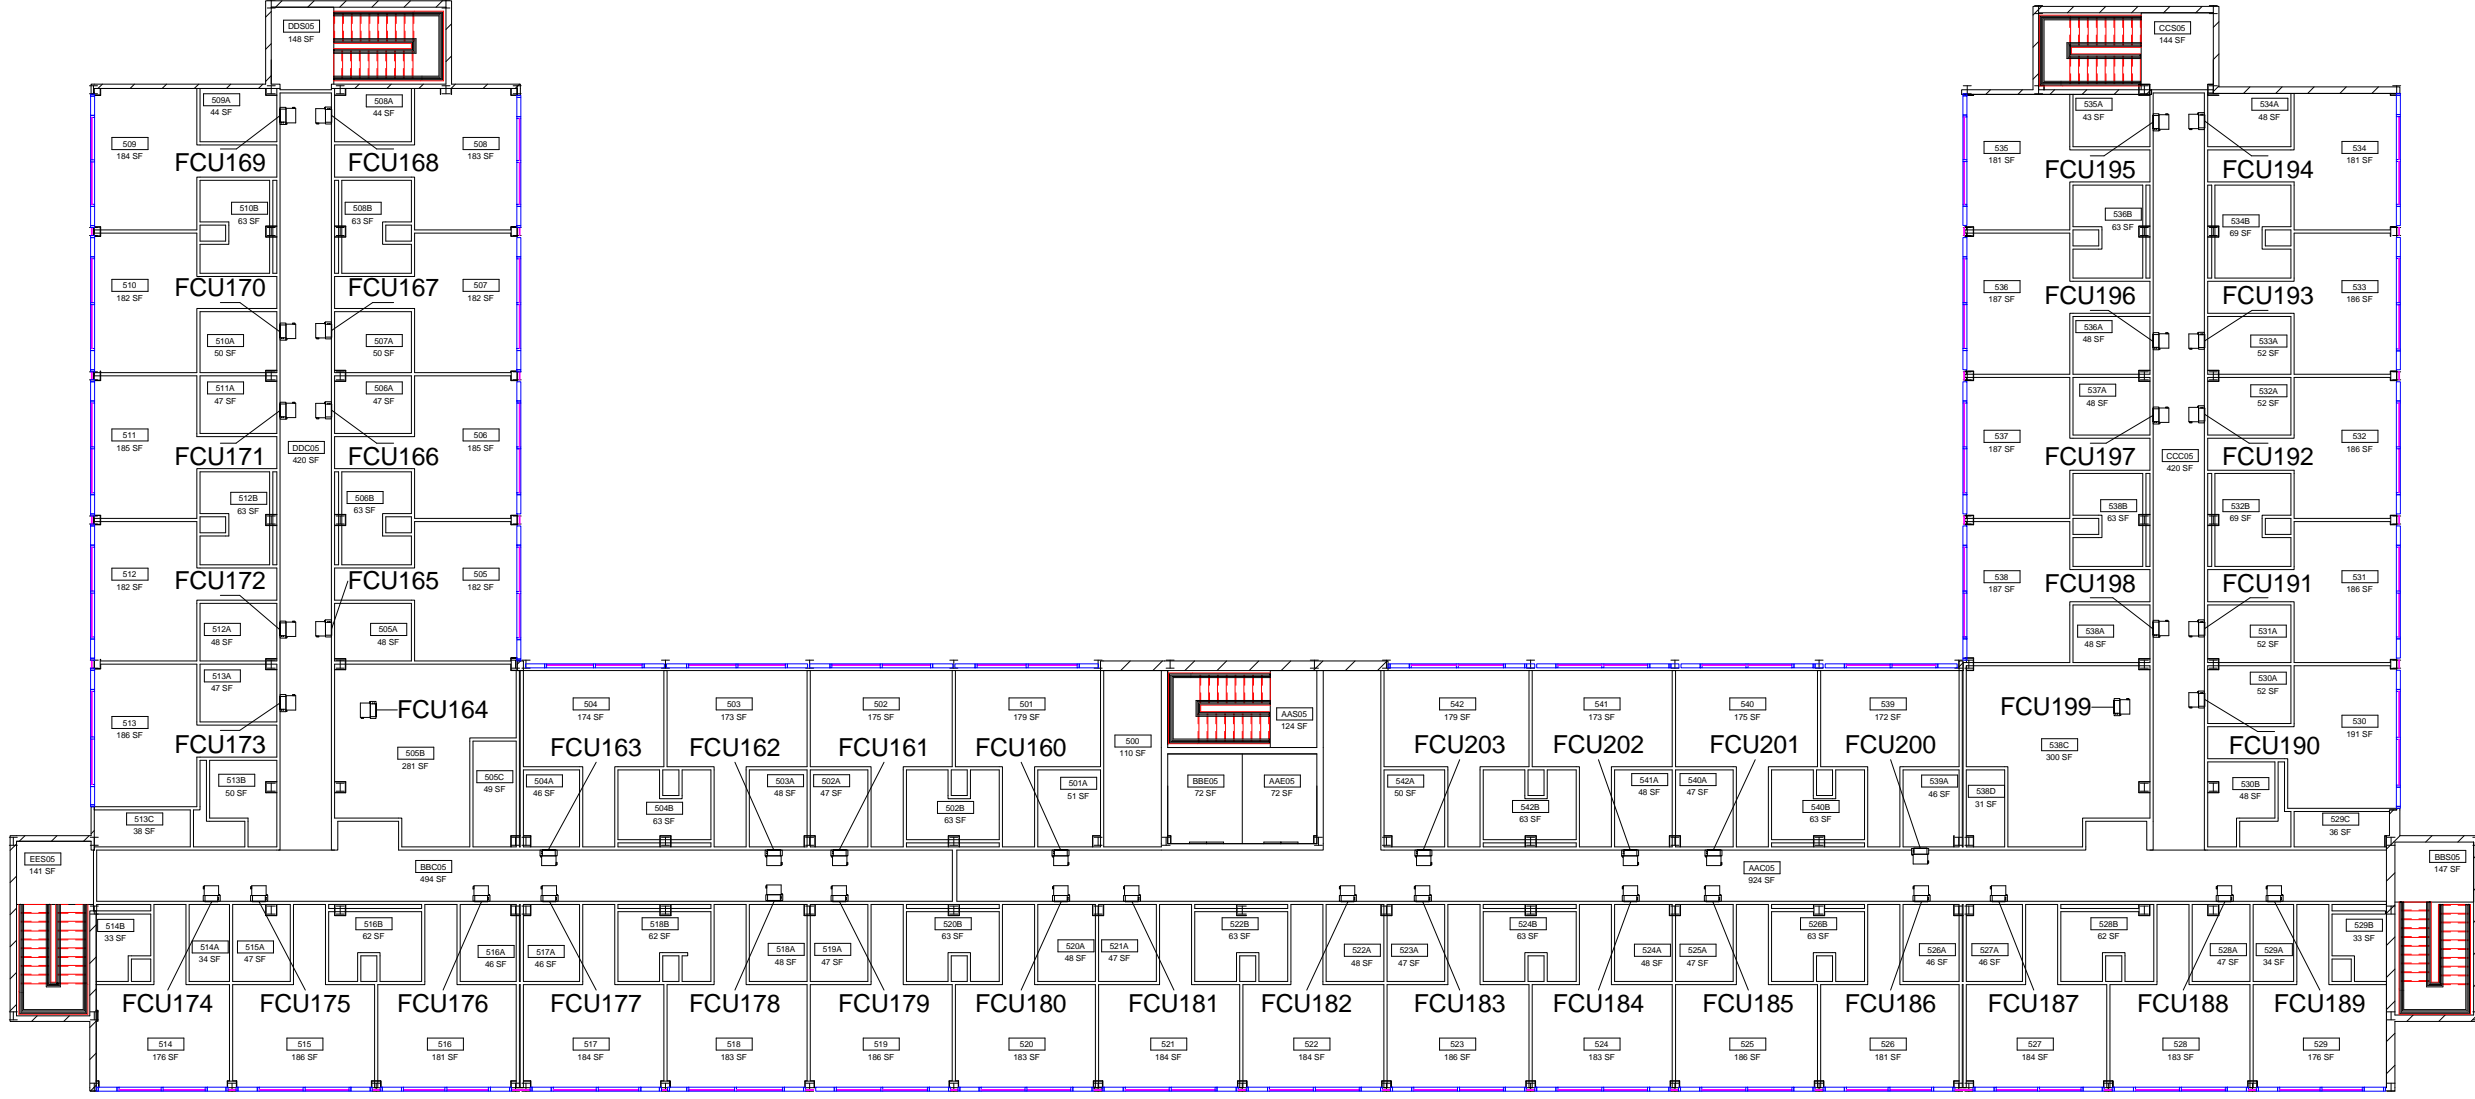 DDS05
148 SF
CCS05
144 SF
509A
44 SF
508A
44 SF
535A
43 SF
534A
48 SF
509
184 SF
508
183 SF
535
181 SF
534
181 SF
FCU169
FCU168
FCU195
FCU194
510B
63 SF
508B
63 SF
536B
63 SF
534B
69 SF
510
182 SF
FCU170
FCU167
507
182 SF
536
187 SF
FCU196
FCU193
533
186 SF
510A
50 SF
507A
50 SF
536A
48 SF
533A
52 SF
511A
47 SF
506A
47 SF
537A
48 SF
532A
52 SF
511
185 SF
506
185 SF
537
187 SF
532
186 SF
FCU171
DDC05
420 SF
FCU166
FCU197
CCC05
420 SF
FCU192
512B
63 SF
506B
63 SF
538B
63 SF
532B
69 SF
512
182 SF
FCU172
FCU165
505
182 SF
538
187 SF
FCU198
FCU191
531
186 SF
512A
48 SF
505A
48 SF
538A
48 SF
531A
52 SF
513A
47 SF
530A
52 SF
513
186 SF
FCU164
504
174 SF
503
173 SF
502
175 SF
501
179 SF
AAS05
124 SF
542
179 SF
541
173 SF
540
175 SF
539
172 SF
FCU199
530
191 SF
FCU173
505B
281 SF
FCU163
FCU162
FCU161
FCU160
500
110 SF
FCU203
FCU202
FCU201
FCU200
538C
300 SF
FCU190
513B
50 SF
505C
49 SF
504A
46 SF
504B
63 SF
503A
48 SF
502A
47 SF
502B
63 SF
501A
51 SF
BBE05
72 SF
AAE05
72 SF
542A
50 SF
542B
63 SF
541A
48 SF
540A
47 SF
540B
63 SF
539A
46 SF
538D
31 SF
530B
48 SF
513C
38 SF
529C
36 SF
EES05
141 SF
BBC05
494 SF
AAC05
924 SF
BBS05
147 SF
514B
33 SF
514A
34 SF
515A
47 SF
516B
62 SF
516A
46 SF
517A
46 SF
518B
62 SF
518A
48 SF
519A
47 SF
520B
63 SF
520A
48 SF
521A
47 SF
522B
63 SF
522A
48 SF
523A
47 SF
524B
63 SF
524A
48 SF
525A
47 SF
526B
63 SF
526A
46 SF
527A
46 SF
528B
62 SF
528A
47 SF
529A
34 SF
529B
33 SF
FCU174
FCU175
FCU176
FCU177
FCU178
FCU179
FCU180
FCU181
FCU182
FCU183
FCU184
FCU185
FCU186
FCU187
FCU188
FCU189
514
176 SF
515
186 SF
516
181 SF
517
184 SF
518
183 SF
519
186 SF
520
183 SF
521
184 SF
522
184 SF
523
186 SF
524
183 SF
525
186 SF
526
181 SF
527
184 SF
528
183 SF
529
176 SF